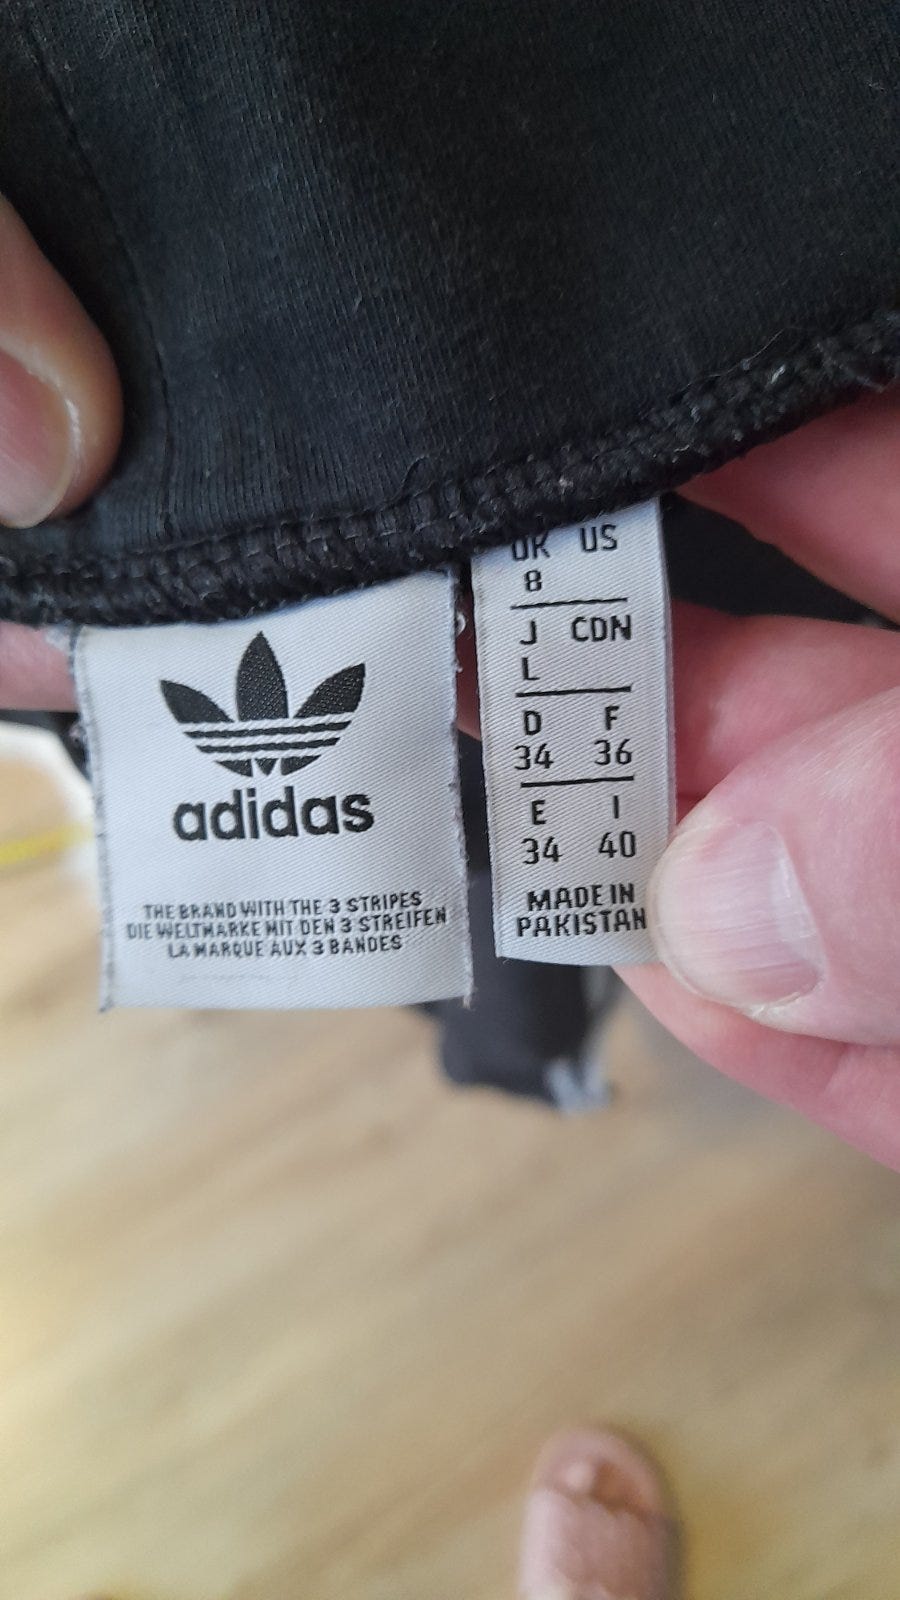 adidas
THE BRAND WITH THE 3 STRIPES
DIE WELTMARKE MIT DEN 3 STREIFEN
LA MARQUE AUX 3 BANDES
UK US
8
J CDN
L
D F
34 36
E I
34 40
MADE IN
PAKISTAN